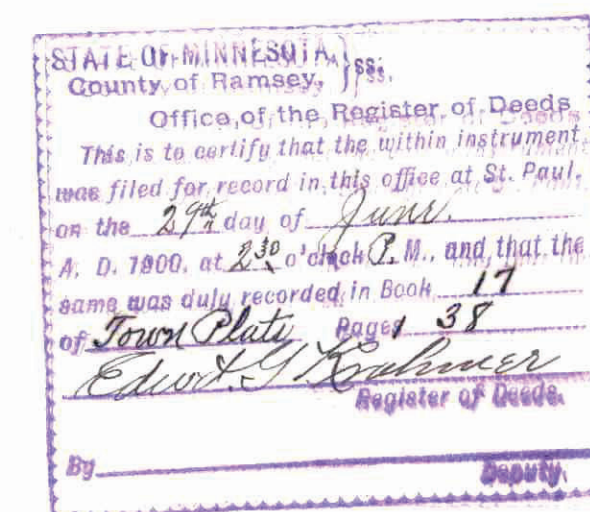 STATE OF MINNESOTA, } ss.
County of Ramsey,
Office of the Register of Deeds
This is to certify that the within instrument
was filed for record in this office at St. Paul,
on the 29th day of June.
A. D. 1900, at 2 30 o'clock P. M., and that the
same was duly recorded in Book 17
of Town Plats Page 38
Edwd. G Krahmer
Register of Deeds.
By
Deputy.